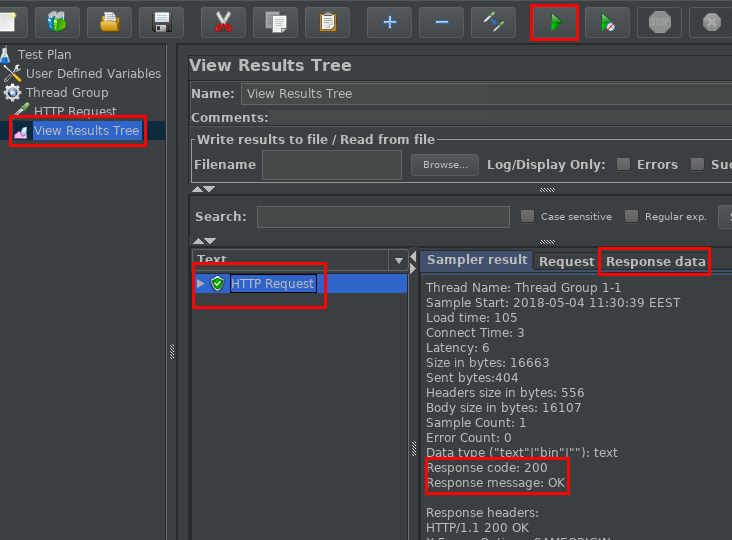 STOP
Test Plan
User Defined Variables
Thread Group
HTTP Request
View Results Tree
View Results Tree
Name: View Results Tree
Comments:
Write results to file / Read from file
Filename Browse... Log/Display Only: Errors Suc
Search: Case sensitive Regular exp.
Text
HTTP Request
Sampler result Request Response data
Thread Name: Thread Group 1-1
Sample Start: 2018-05-04 11:30:39 EEST
Load time: 105
Connect Time: 3
Latency: 6
Size in bytes: 16663
Sent bytes:404
Headers size in bytes: 556
Body size in bytes: 16107
Sample Count: 1
Error Count: 0
Data type ("text"|"bin"|""): text
Response code: 200
Response message: OK
Response headers:
HTTP/1.1 200 OK